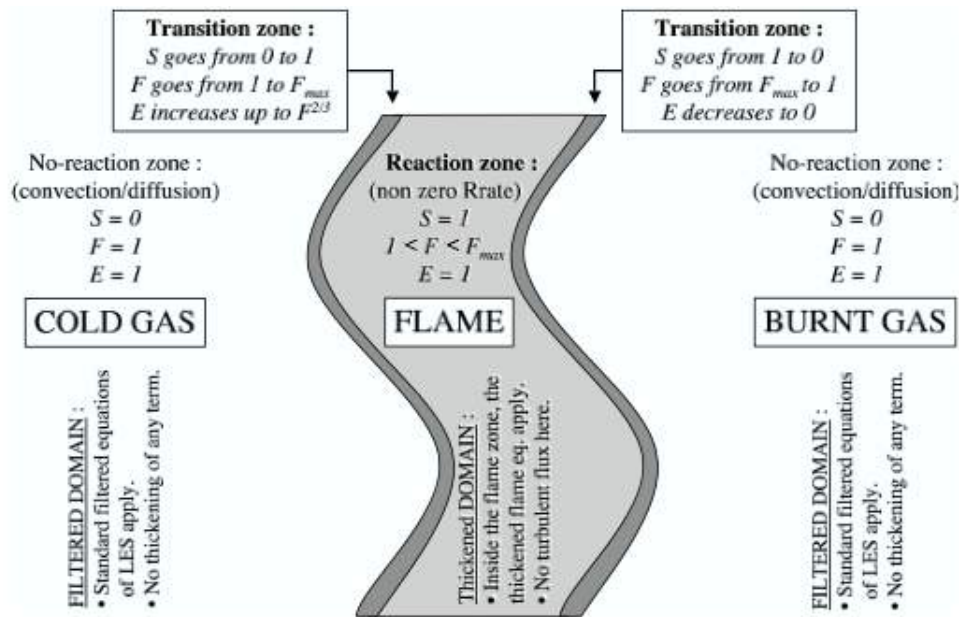 Transition zone :
S goes from 0 to 1
F goes from 1 to Fmax
E increases up to F2/3
Transition zone :
S goes from 1 to 0
F goes from Fmax to 1
E decreases to 0
No-reaction zone :
(convection/diffusion)
S = 0
F = 1
E = 1
COLD GAS
Reaction zone :
(non zero Rrate)
S = 1
1 < F < Fmax
E = 1
FLAME
No-reaction zone :
(convection/diffusion)
S = 0
F = 1
E = 1
BURNT GAS
FILTERED DOMAIN :
• Standard filtered equations
of LES apply.
• No thickening of any term.
Thickened DOMAIN :
• Inside the flame zone, the
thickened flame eq. apply.
• No turbulent flux here.
FILTERED DOMAIN :
• Standard filtered equations
of LES apply.
• No thickening of any term.